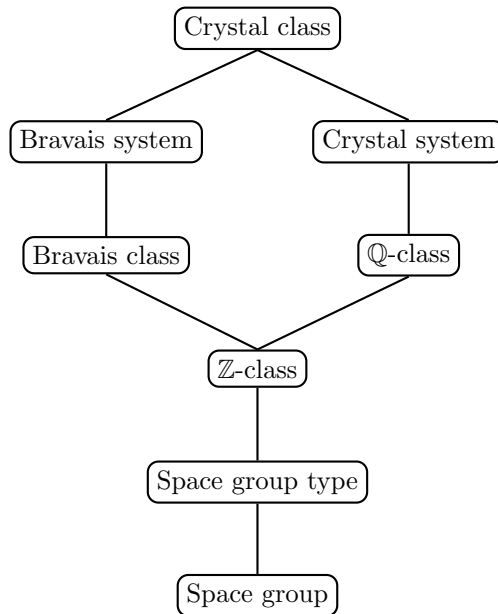 Crystal class
Bravais system
Crystal system
Bravais class
ℚ-class
ℤ-class
Space group type
Space group